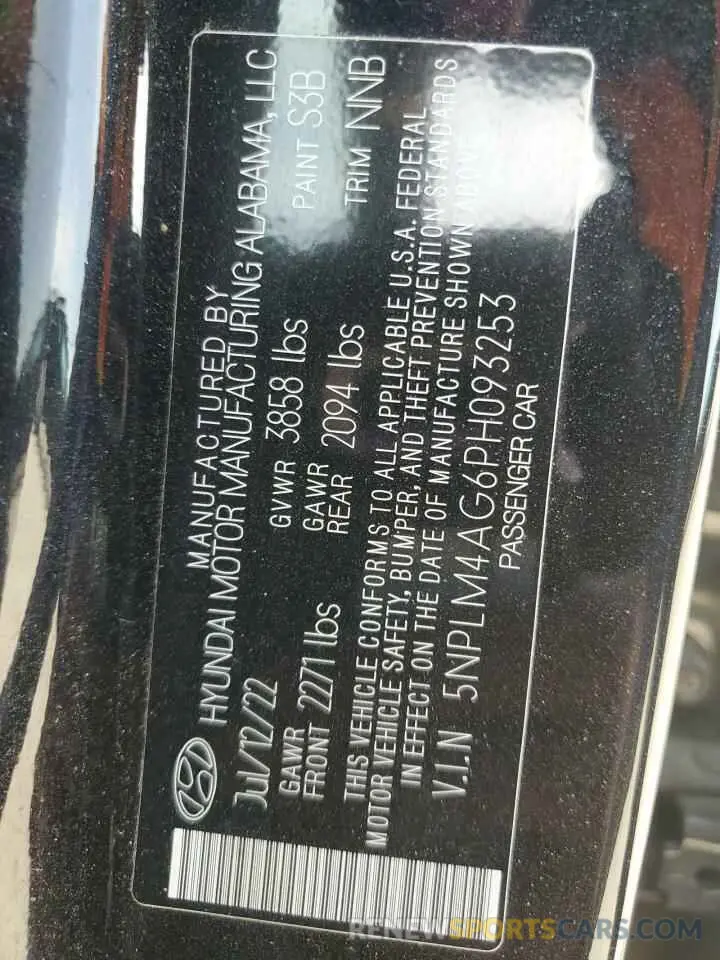 MANUFACTURED BY
HYUNDAI MOTOR MANUFACTURING ALABAMA, LLC
Jul/12/22 GVWR 3858 lbs PAINT S3B
GAWR FRONT 2271 lbs GAWR REAR 2094 lbs TRIM NNB
THIS VEHICLE CONFORMS TO ALL APPLICABLE U.S.A. FEDERAL
MOTOR VEHICLE SAFETY, BUMPER, AND THEFT PREVENTION STANDARDS
IN EFFECT ON THE DATE OF MANUFACTURE SHOWN ABOVE
V.I.N 5NPLM4AG6PH093253
PASSENGER CAR
RENEWSPORTSCARS.COM